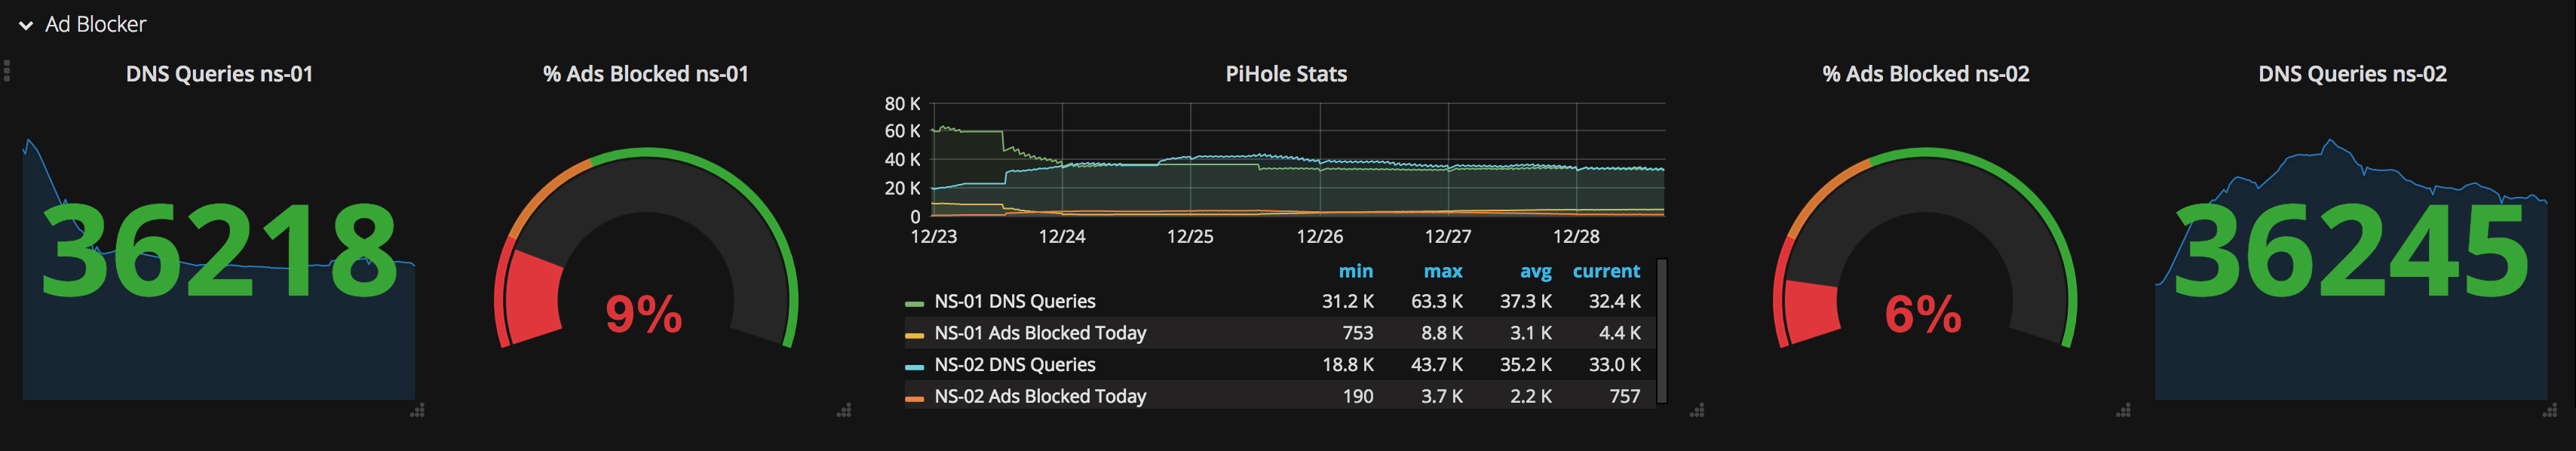 Ad Blocker
DNS Queries ns-01
36218
% Ads Blocked ns-01
9%
PiHole Stats
80 K
60 K
40 K
20 K
0
12/23 12/24 12/25 12/26 12/27 12/28
min max avg current
NS-01 DNS Queries 31.2 K 63.3 K 37.3 K 32.4 K
NS-01 Ads Blocked Today 753 8.8 K 3.1 K 4.4 K
NS-02 DNS Queries 18.8 K 43.7 K 35.2 K 33.0 K
NS-02 Ads Blocked Today 190 3.7 K 2.2 K 757
% Ads Blocked ns-02
6%
DNS Queries ns-02
36245